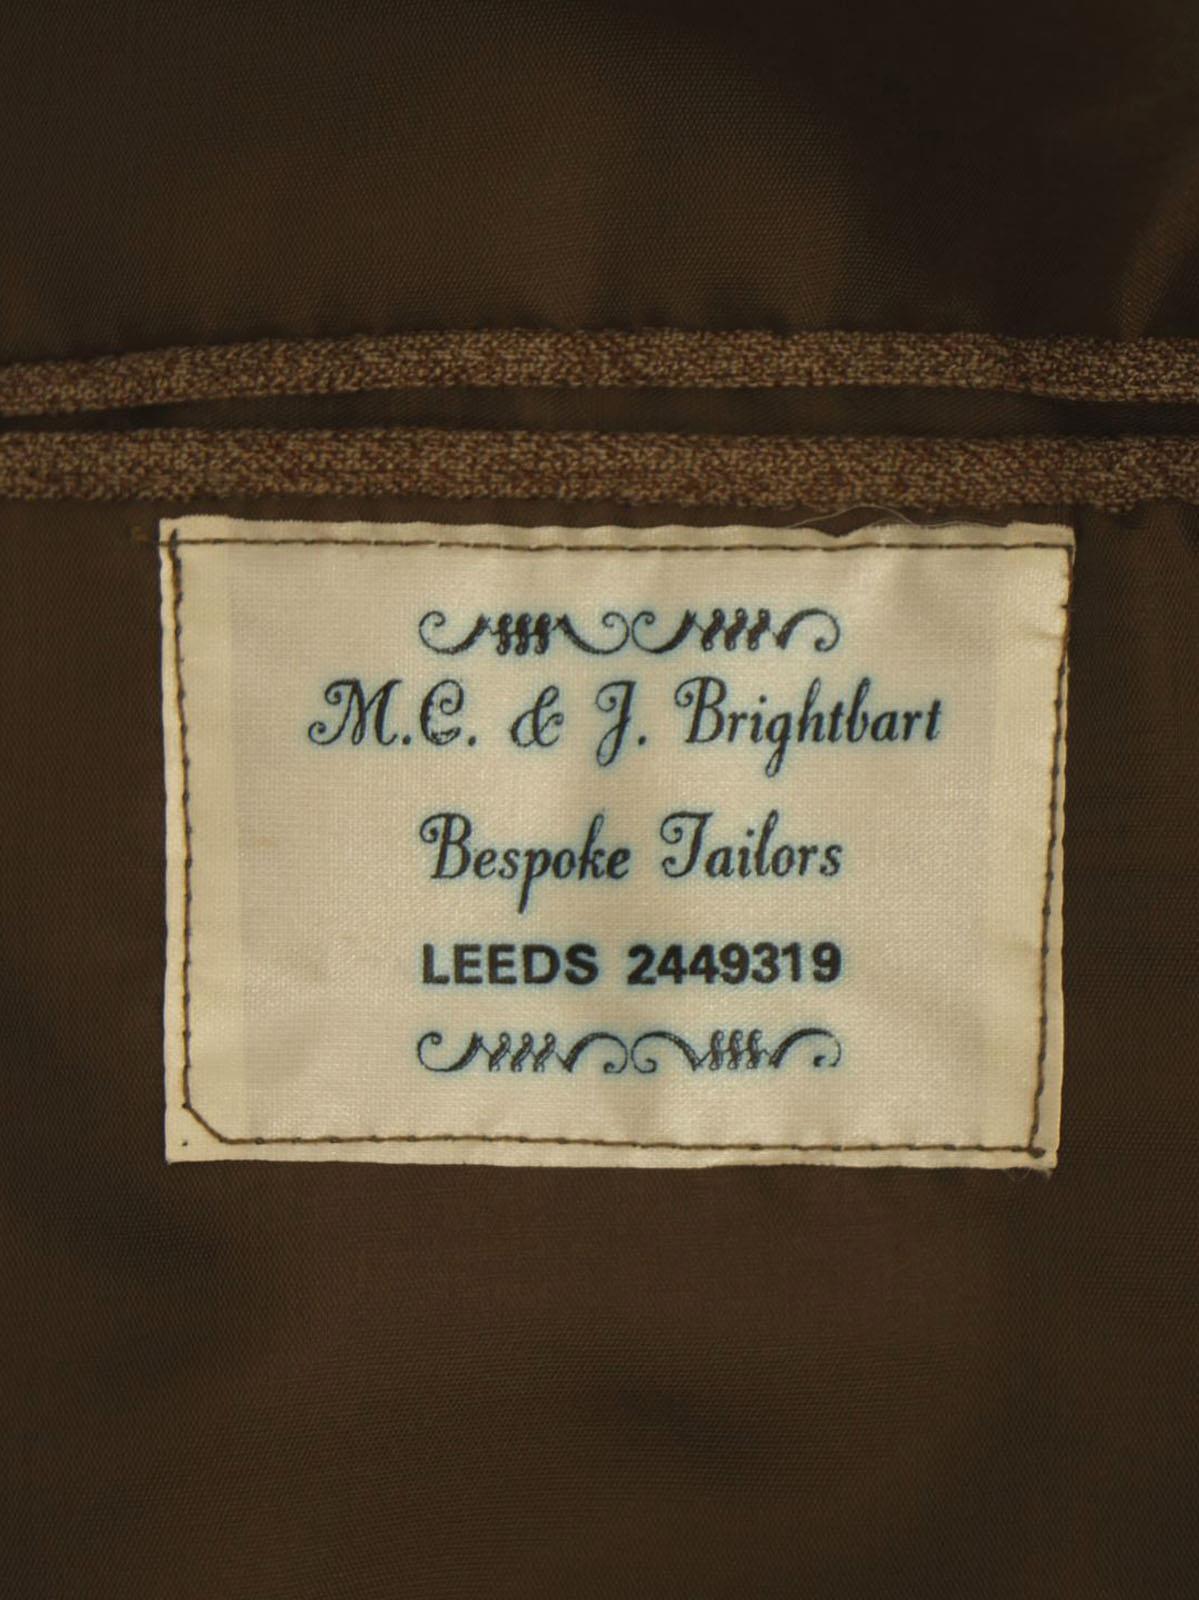 M.C. & J. Brightbart
Bespoke Tailors
LEEDS 2449319